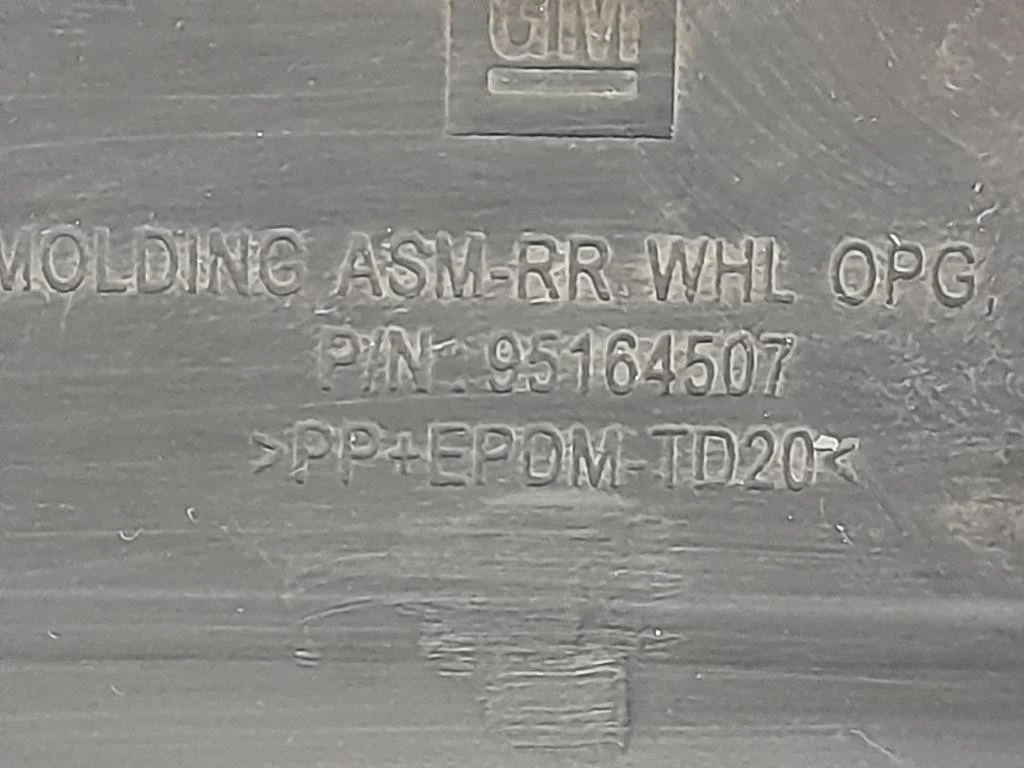 GM
MOLDING ASM-RR WHL OPG,
P/N : 95164507
>PP+EPDM-TD20<